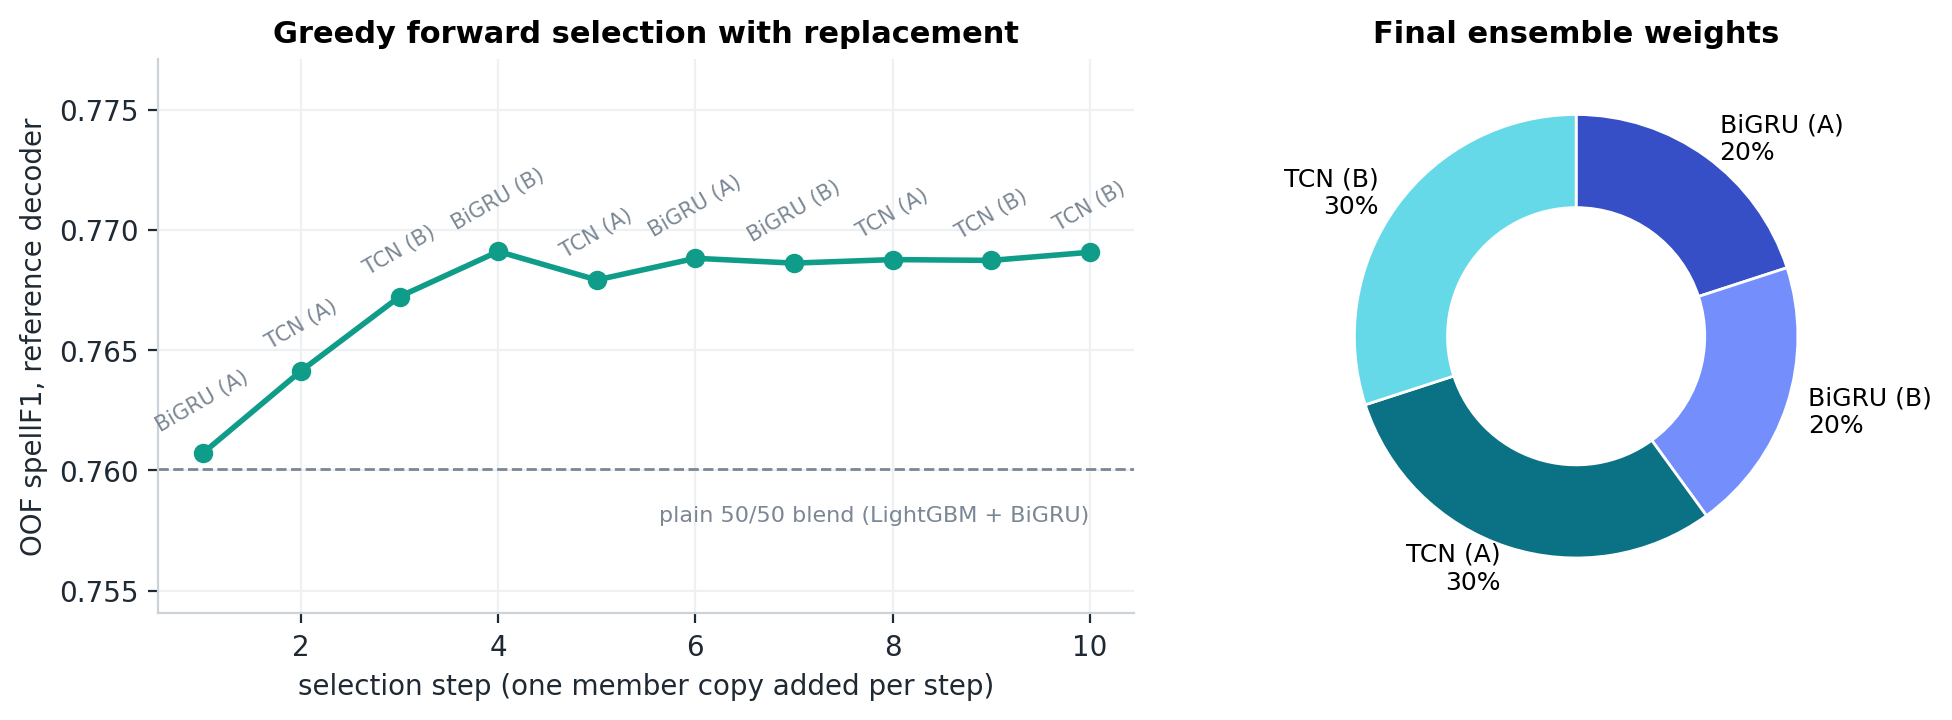 Greedy forward selection with replacement
OOF spellF1, reference decoder
0.775
0.770
0.765
0.760
0.755
BiGRU (A)
TCN (A)
TCN (B)
BiGRU (B)
TCN (A)
BiGRU (A)
BiGRU (B)
TCN (A)
TCN (B)
TCN (B)
plain 50/50 blend (LightGBM + BiGRU)
2
4
6
8
10
selection step (one member copy added per step)
Final ensemble weights
BiGRU (A)
20%
TCN (B)
30%
BiGRU (B)
20%
TCN (A)
30%